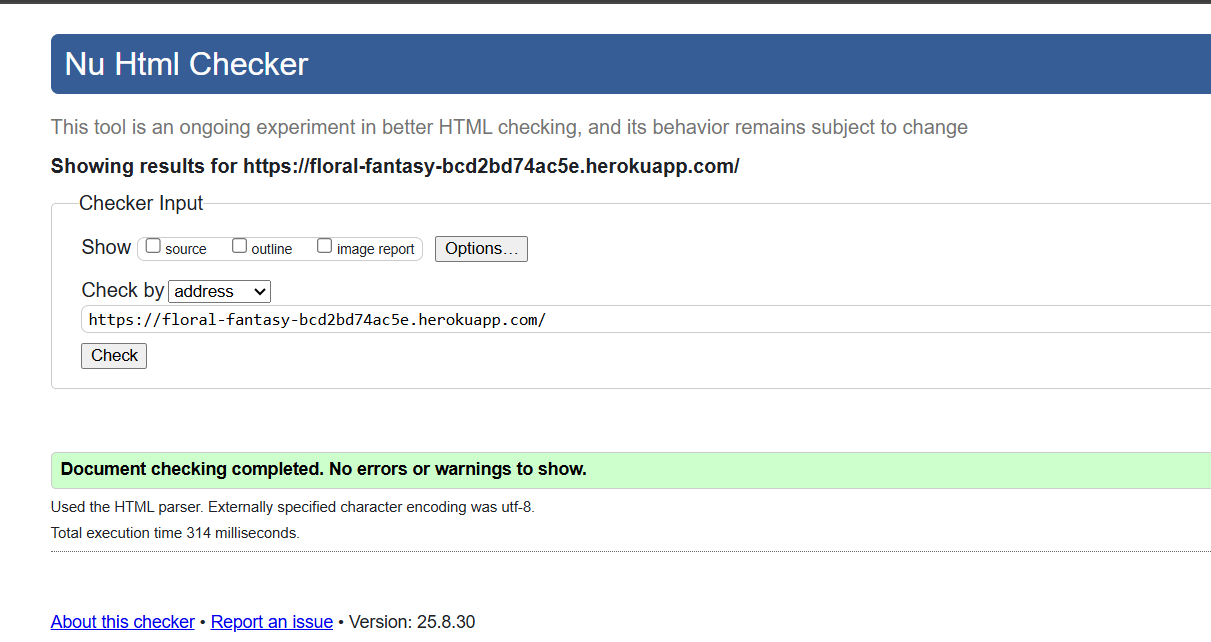 Nu Html Checker
This tool is an ongoing experiment in better HTML checking, and its behavior remains subject to change
Showing results for https://floral-fantasy-bcd2bd74ac5e.herokuapp.com/
Checker Input
Show source outline image report Options…
Check by address
https://floral-fantasy-bcd2bd74ac5e.herokuapp.com/
Check
Document checking completed. No errors or warnings to show.
Used the HTML parser. Externally specified character encoding was utf-8.
Total execution time 314 milliseconds.
About this checker • Report an issue • Version: 25.8.30